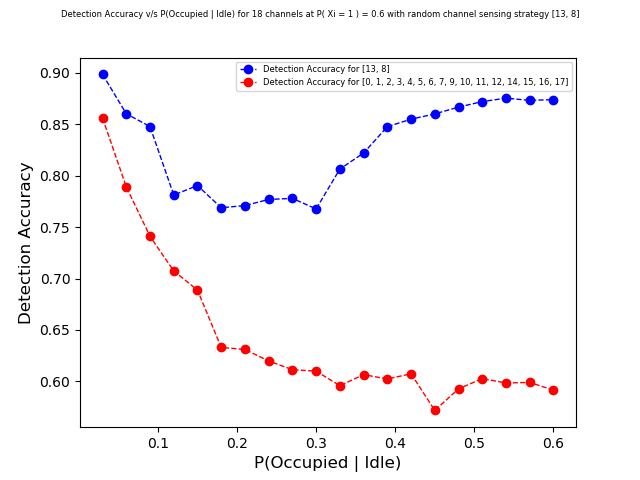 Detection Accuracy v/s P(Occupied | Idle) for 18 channels at P( Xi = 1 ) = 0.6 with random channel sensing strategy [13, 8]
Detection Accuracy for [13, 8]
Detection Accuracy for [0, 1, 2, 3, 4, 5, 6, 7, 9, 10, 11, 12, 14, 15, 16, 17]
Detection Accuracy
0.90
0.85
0.80
0.75
0.70
0.65
0.60
0.1 0.2 0.3 0.4 0.5 0.6
P(Occupied | Idle)